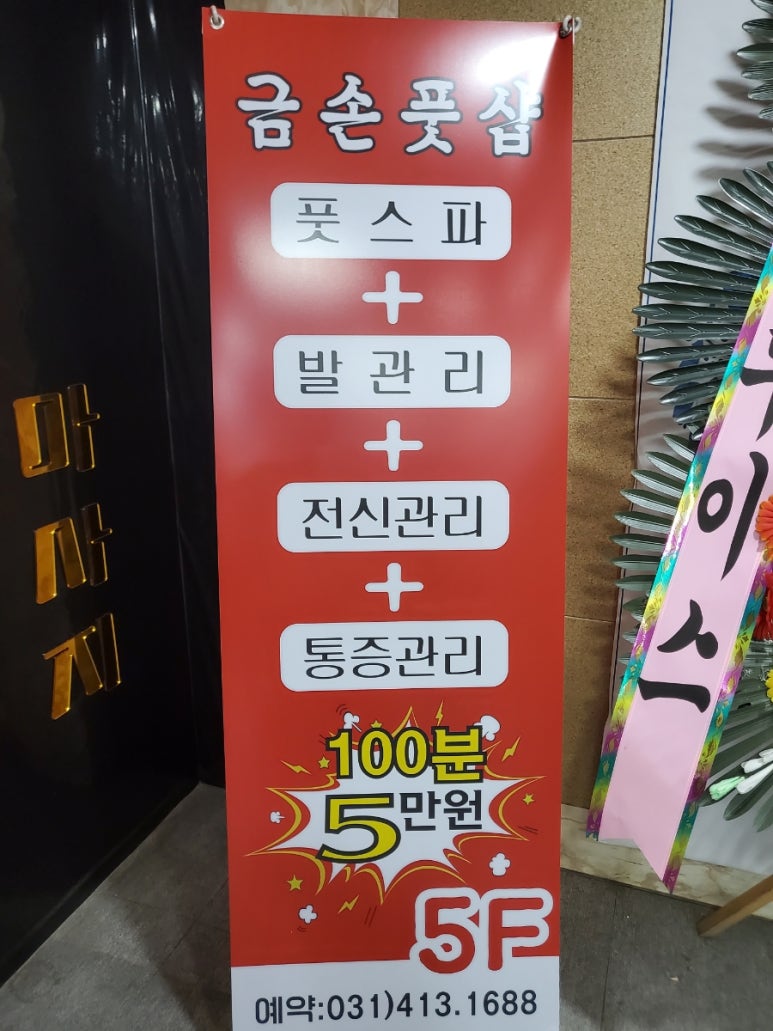 금손풋샵
풋스파
+
발관리
+
전신관리
+
통증관리
100분
5만원
5F
예약:031)413.1688
마사지
이스